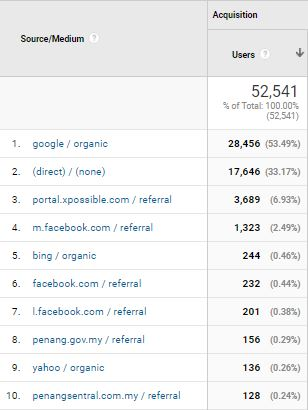 Acquisition
Source/Medium ?
Users ?
52,541
% of Total: 100.00%
(52,541)
1. google / organic 28,456 (53.49%)
2. (direct) / (none) 17,646 (33.17%)
3. portal.xpossible.com / referral 3,689 (6.93%)
4. m.facebook.com / referral 1,323 (2.49%)
5. bing / organic 244 (0.46%)
6. facebook.com / referral 232 (0.44%)
7. l.facebook.com / referral 201 (0.38%)
8. penang.gov.my / referral 156 (0.29%)
9. yahoo / organic 136 (0.26%)
10. penangsentral.com.my / referral 128 (0.24%)